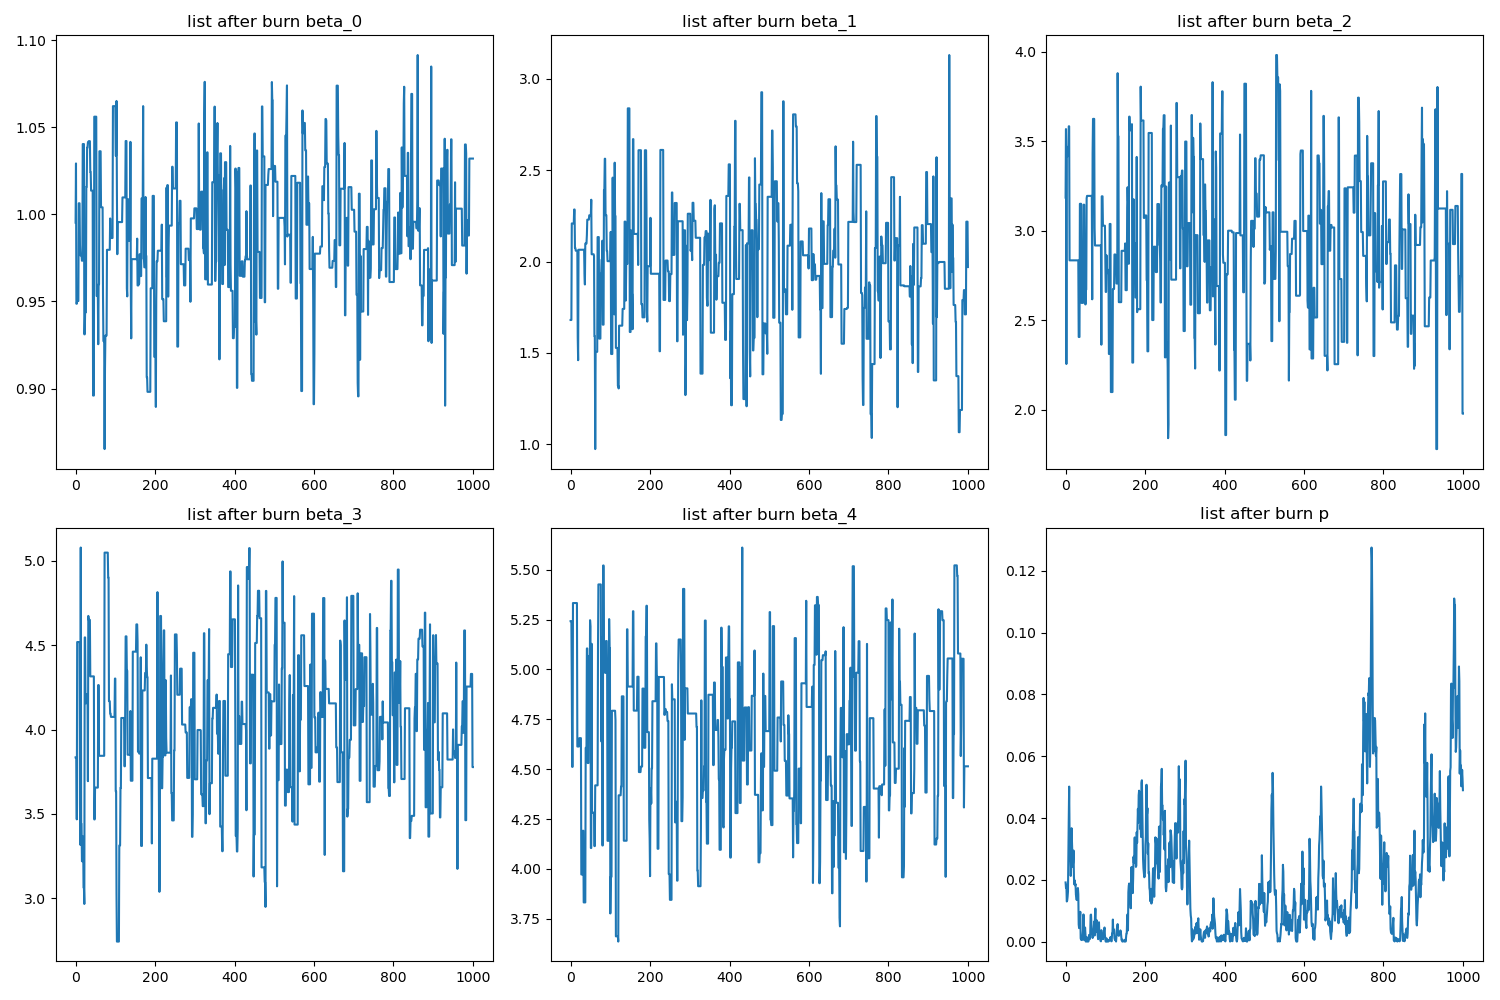 list after burn beta_0
1.10
1.05
1.00
0.95
0.90
0 200 400 600 800 1000
list after burn beta_1
3.0
2.5
2.0
1.5
1.0
0 200 400 600 800 1000
list after burn beta_2
4.0
3.5
3.0
2.5
2.0
0 200 400 600 800 1000
list after burn beta_3
5.0
4.5
4.0
3.5
3.0
0 200 400 600 800 1000
list after burn beta_4
5.50
5.25
5.00
4.75
4.50
4.25
4.00
3.75
0 200 400 600 800 1000
list after burn p
0.12
0.10
0.08
0.06
0.04
0.02
0.00
0 200 400 600 800 1000